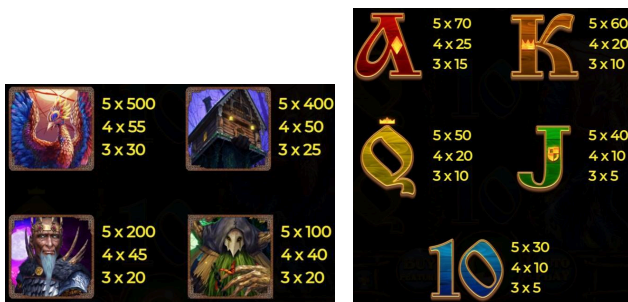 5 x 500
4 x 55
3 x 30
5 x 400
4 x 50
3 x 25
5 x 200
4 x 45
3 x 20
5 x 100
4 x 40
3 x 20
A
5 x 70
4 x 25
3 x 15
K
5 x 60
4 x 20
3 x 10
Q
5 x 50
4 x 20
3 x 10
J
5 x 40
4 x 10
3 x 5
10
5 x 30
4 x 10
3 x 5